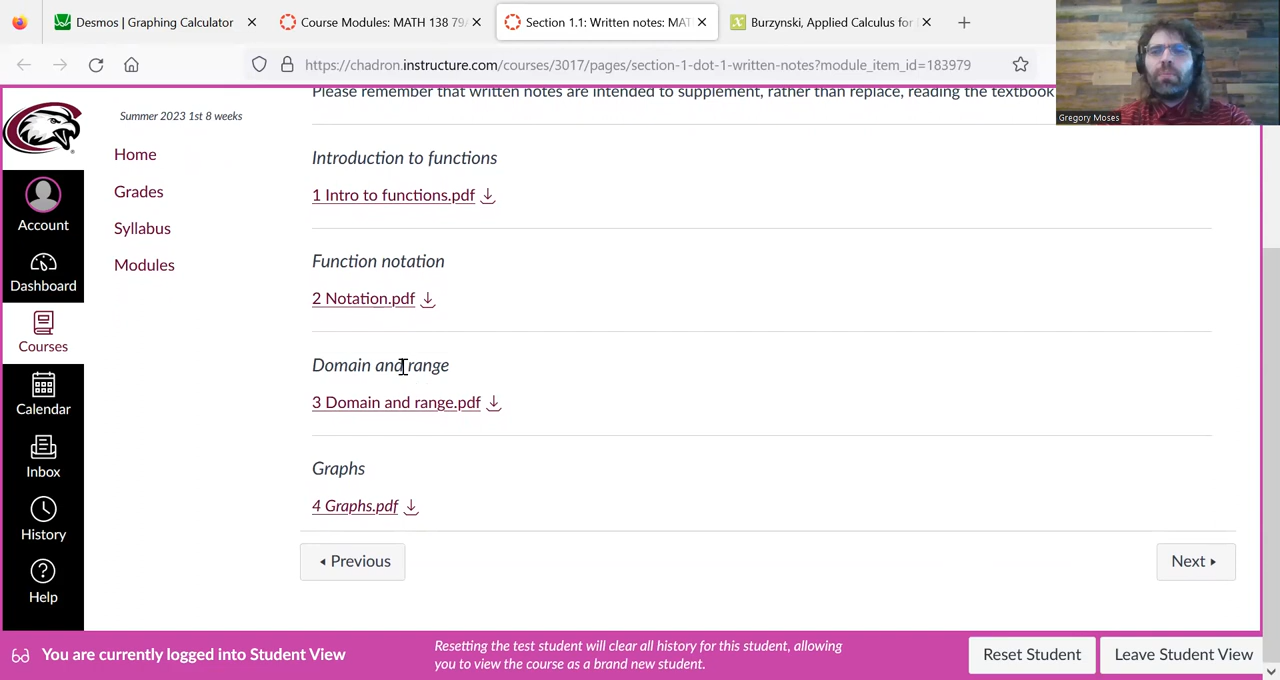 Desmos | Graphing Calculator
Course Modules: MATH 138 79
Section 1.1: Written notes: MAT
Burzynski, Applied Calculus for
https://chadron.instructure.com/courses/3017/pages/section-1-dot-1-written-notes?module_item_id=183979
Gregory Moses
Please remember that written notes are intended to supplement, rather than replace, reading the textbook
Summer 2023 1st 8 weeks
Home
Grades
Syllabus
Modules
Account
Dashboard
Courses
Calendar
Inbox
History
Help
Introduction to functions
1 Intro to functions.pdf
Function notation
2 Notation.pdf
Domain and range
3 Domain and range.pdf
Graphs
4 Graphs.pdf
Previous
Next
You are currently logged into Student View
Resetting the test student will clear all history for this student, allowing
you to view the course as a brand new student.
Reset Student
Leave Student View